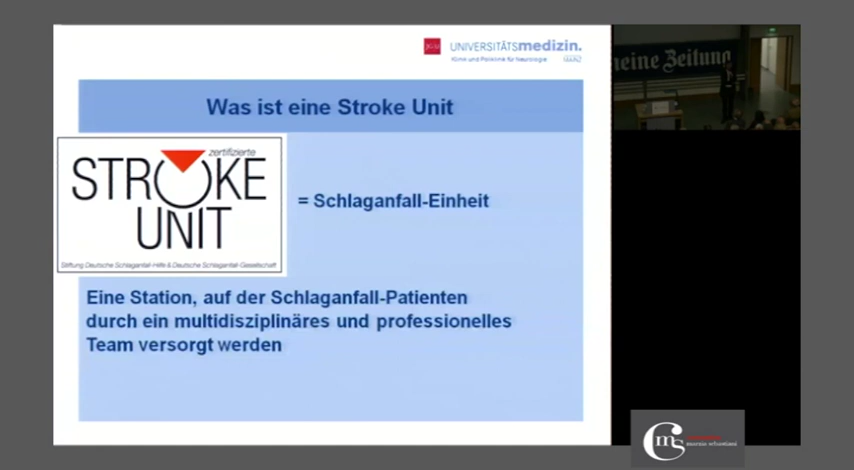 UNIVERSITÄTSmedizin.
Klinik und Poliklinik für Neurologie
Was ist eine Stroke Unit
zertifizierte
STROKE
UNIT
Stiftung Deutsche Schlaganfall-Hilfe & Deutsche Schlaganfall-Gesellschaft
= Schlaganfall-Einheit
Eine Station, auf der Schlaganfall-Patienten
durch ein multidisziplinäres und professionelles
Team versorgt werden
eine Zeitung
cms